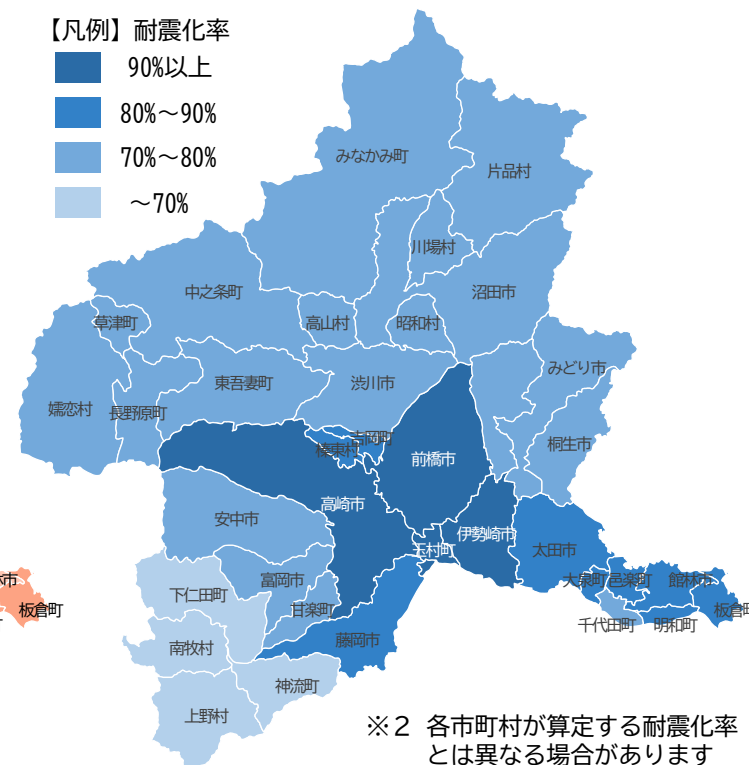 【凡例】耐震化率
90%以上
80%～90%
70%～80%
～70%
みなかみ町
片品村
川場村
中之条町
沼田市
草津町
高山村
昭和村
みどり市
東吾妻町
渋川市
嬬恋村
長野原町
吉岡町
榛東村
前橋市
桐生市
高崎市
安中市
伊勢崎市
玉村町
太田市
富岡市
大泉町
邑楽町
館林市
下仁田町
甘楽町
板倉町
市
板倉町
千代田町
明和町
藤岡市
南牧村
神流町
上野村
※２ 各市町村が算定する耐震化率
とは異なる場合があります